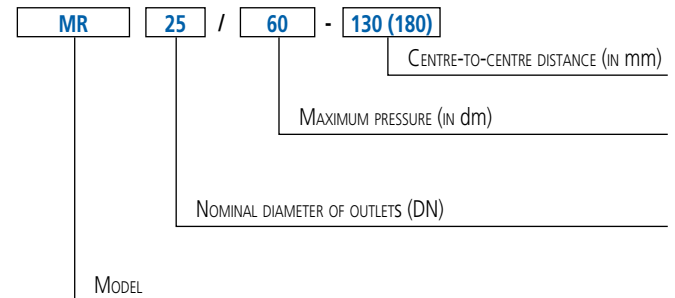 MR 25 / 60 - 130 (180)
Centre-to-centre distance (in mm)
Maximum pressure (in dm)
Nominal diameter of outlets (DN)
Model